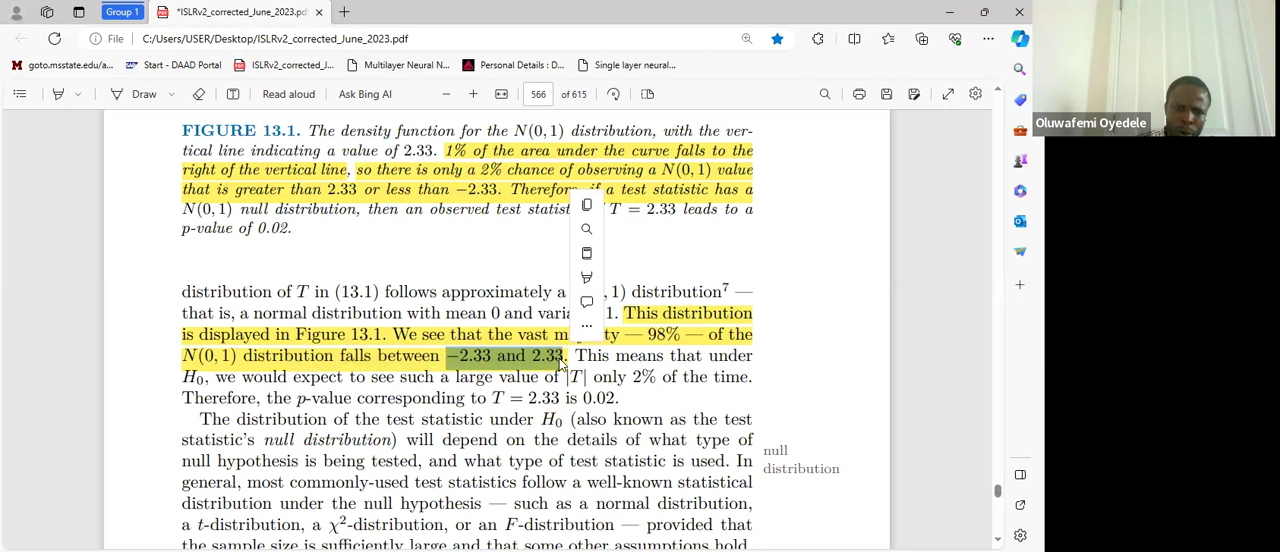 Group 1
*ISLRv2_corrected_June_2023.pdf
File
C:/Users/USER/Desktop/ISLRv2_corrected_June_2023.pdf
goto.msstate.edu/a...
Start - DAAD Portal
ISLRv2_corrected_J...
Multilayer Neural N...
Personal Details : D...
Single layer neural...
Draw
Read aloud
Ask Bing AI
566
of 615
Oluwafemi Oyedele
FIGURE 13.1. The density function for the N(0, 1) distribution, with the ver-
tical line indicating a value of 2.33. 1% of the area under the curve falls to the
right of the vertical line, so there is only a 2% chance of observing a N(0, 1) value
that is greater than 2.33 or less than −2.33. Therefore, if a test statistic has a
N(0, 1) null distribution, then an observed test statist T = 2.33 leads to a
p-value of 0.02.
distribution of T in (13.1) follows approximately a , 1) distribution⁷ —
that is, a normal distribution with mean 0 and varia 1. This distribution
is displayed in Figure 13.1. We see that the vast m ty — 98% — of the
N(0, 1) distribution falls between −2.33 and 2.33. This means that under
H₀, we would expect to see such a large value of |T| only 2% of the time.
Therefore, the p-value corresponding to T = 2.33 is 0.02.
The distribution of the test statistic under H₀ (also known as the test
statistic's null distribution) will depend on the details of what type of
null hypothesis is being tested, and what type of test statistic is used. In
general, most commonly-used test statistics follow a well-known statistical
distribution under the null hypothesis — such as a normal distribution,
a t-distribution, a χ²-distribution, or an F-distribution — provided that
the sample size is sufficiently large and that some other assumptions hold.
null
distribution